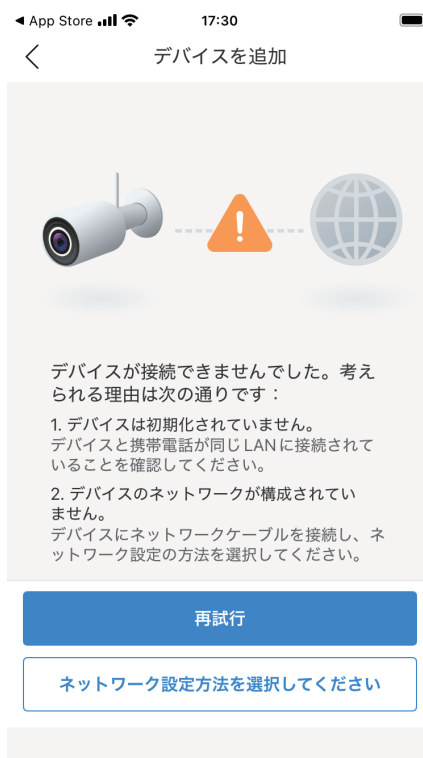 ◀ App Store 17:30
デバイスを追加
デバイスが接続できませんでした。考え
られる理由は次の通りです：
1. デバイスは初期化されていません。
デバイスと携帯電話が同じLANに接続されて
いることを確認してください。
2. デバイスのネットワークが構成されてい
ません。
デバイスにネットワークケーブルを接続し、ネ
ットワーク設定の方法を選択してください。
再試行
ネットワーク設定方法を選択してください